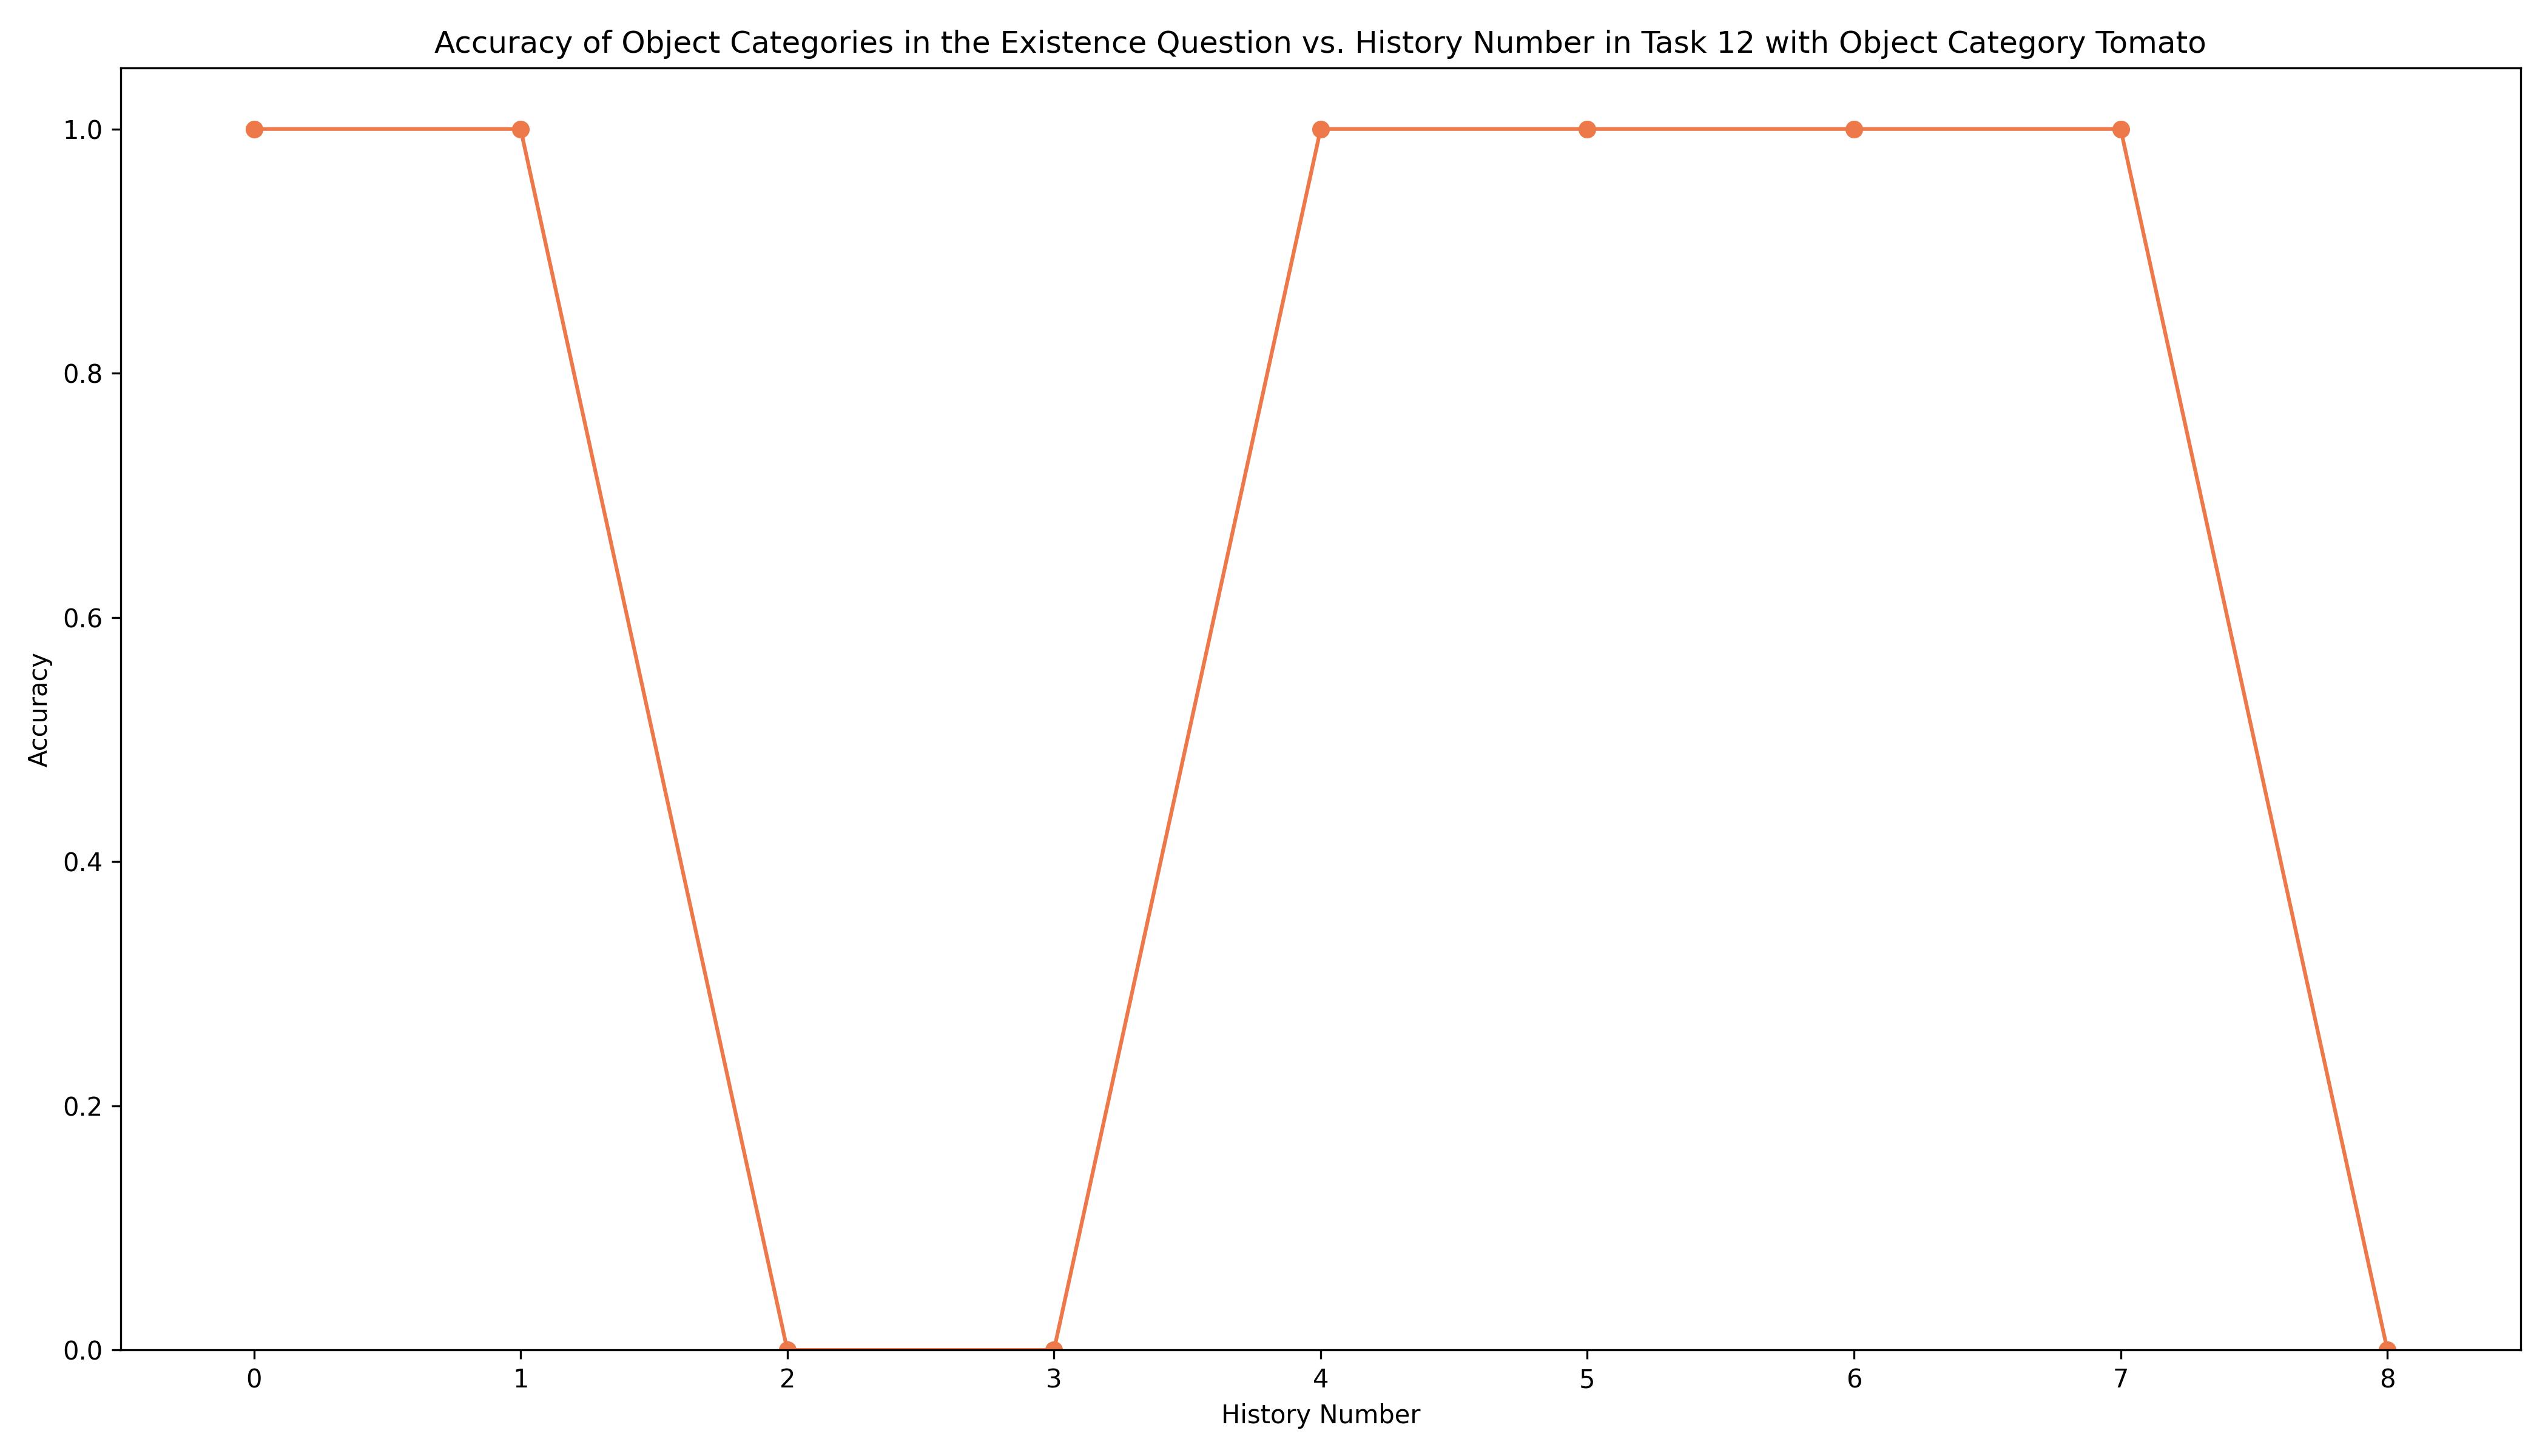 Accuracy of Object Categories in the Existence Question vs. History Number in Task 12 with Object Category Tomato
1.0
0.8
0.6
0.4
0.2
0.0
Accuracy
0 1 2 3 4 5 6 7 8
History Number